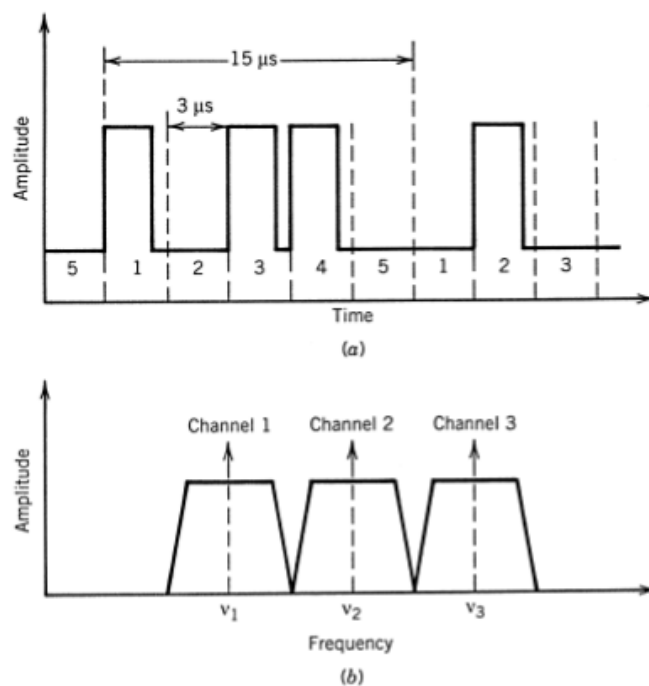 15 μs
3 μs
Amplitude
5 1 2 3 4 5 1 2 3
Time
(a)
Channel 1 Channel 2 Channel 3
Amplitude
ν1 ν2 ν3
Frequency
(b)